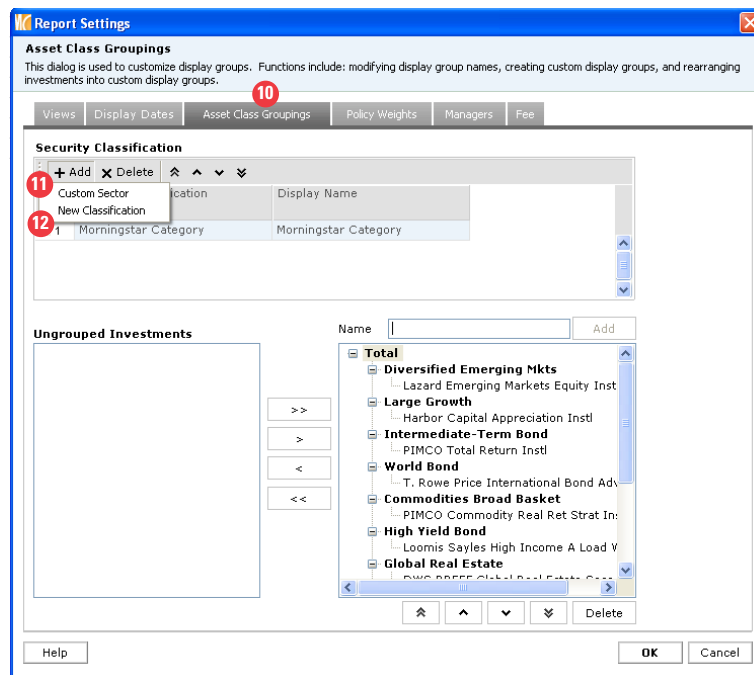 Report Settings
Asset Class Groupings
This dialog is used to customize display groups. Functions include: modifying display group names, creating custom display groups, and rearranging
investments into custom display groups.
10
Views Display Dates Asset Class Groupings Policy Weights Managers Fee
Security Classification
+ Add x Delete
11
Custom Sector
ication Display Name
New Classification
12
1 Morningstar Category Morningstar Category
Ungrouped Investments
Name Add
Total
Diversified Emerging Mkts
Lazard Emerging Markets Equity Inst
Large Growth
Harbor Capital Appreciation Instl
>>
Intermediate-Term Bond
>
PIMCO Total Return Instl
World Bond
<
T. Rowe Price International Bond Adv
<<
Commodities Broad Basket
PIMCO Commodity Real Ret Strat Ins
High Yield Bond
Loomis Sayles High Income A Load
Global Real Estate
Delete
Help OK Cancel